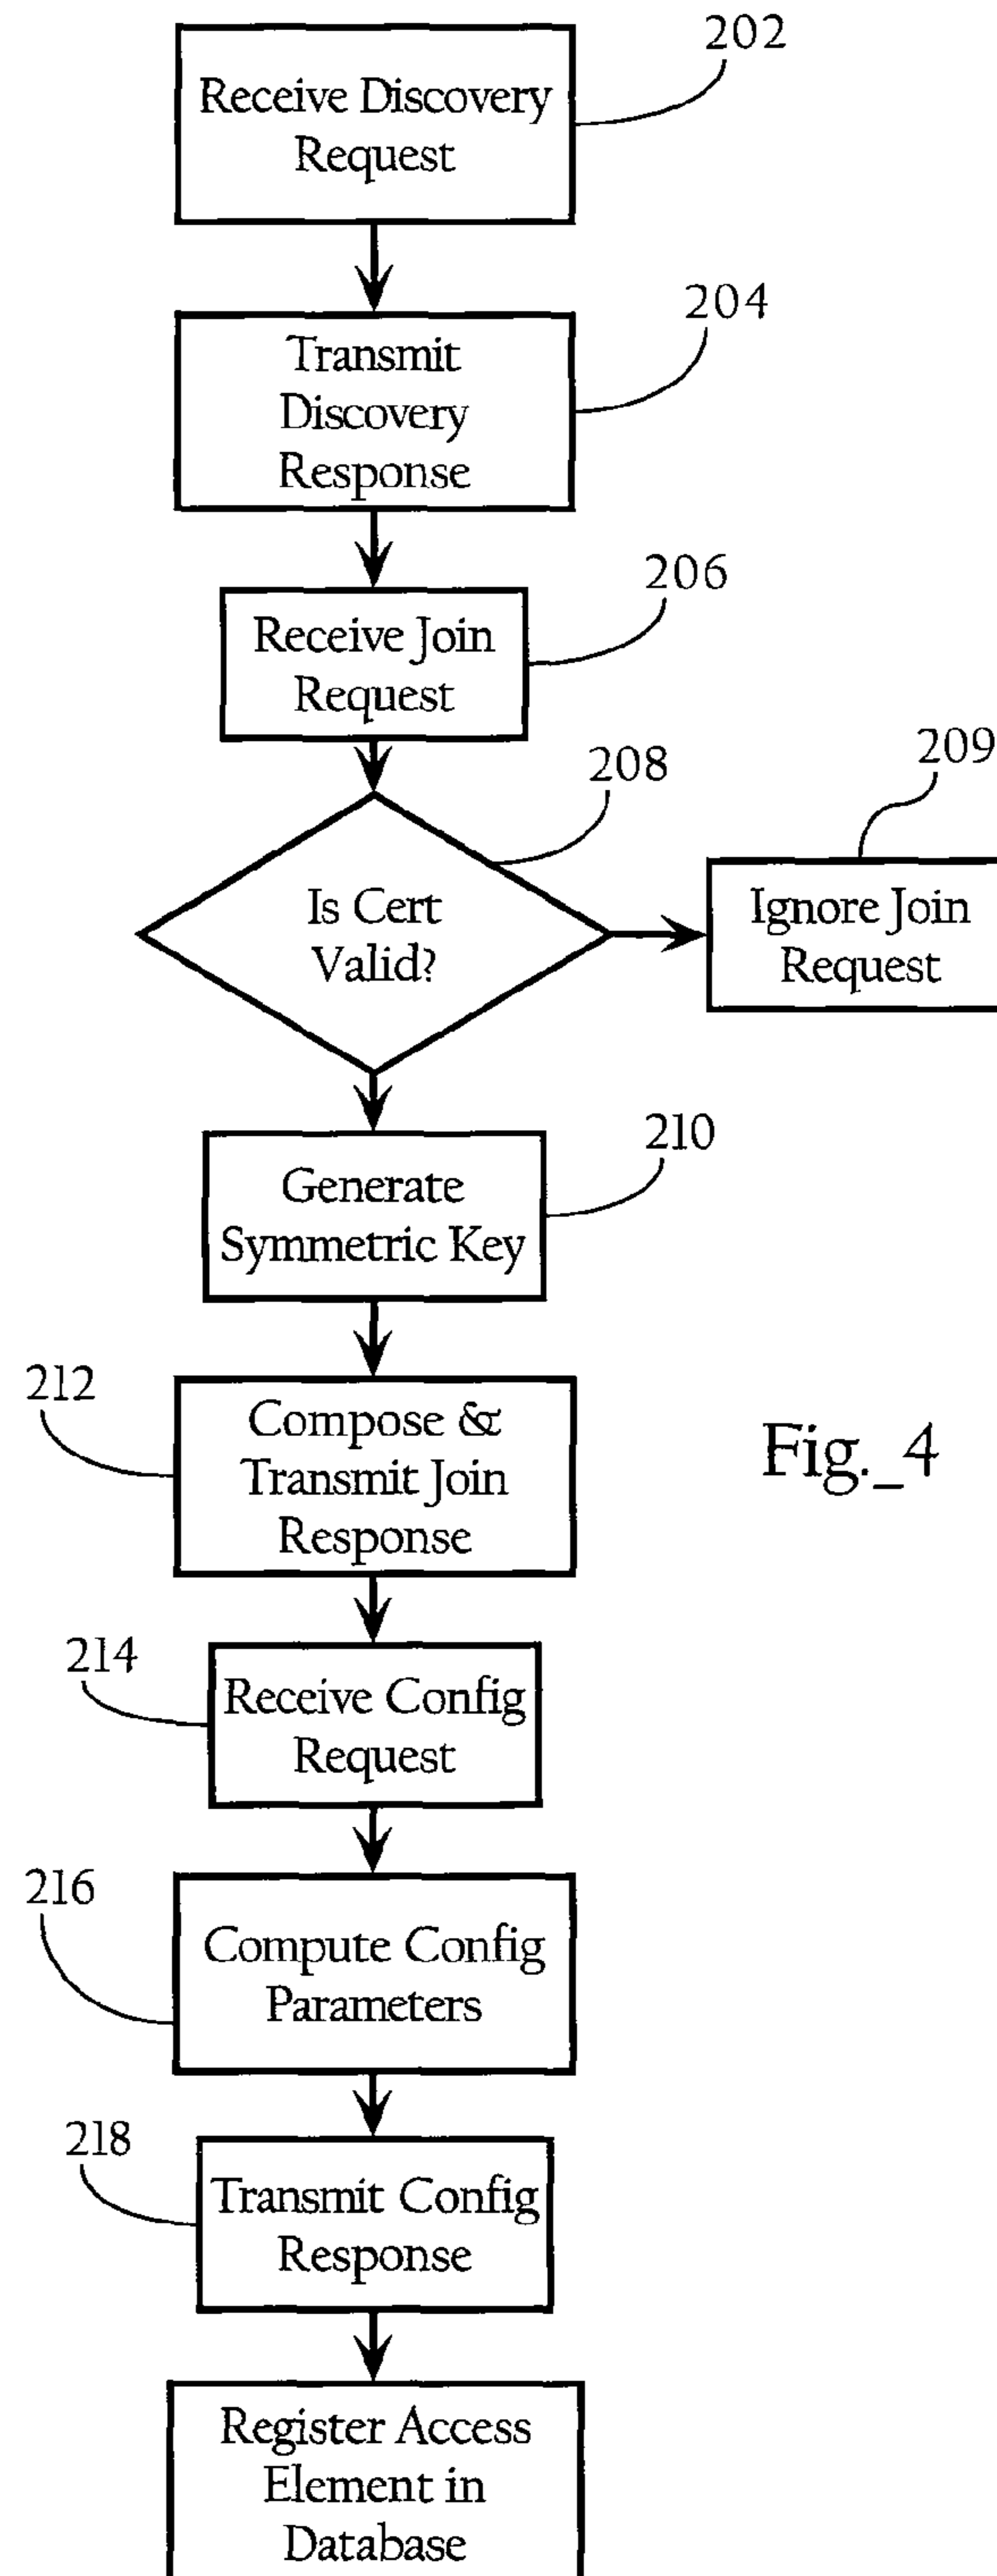 202
Receive Discovery
Request
204
Transmit
Discovery
Response
206
Receive Join
Request
208
209
Is Cert
Valid?
Ignore Join
Request
210
Generate
Symmetric Key
212
Compose &
Transmit Join
Response
Fig._4
214
Receive Config
Request
216
Compute Config
Parameters
218
Transmit Config
Response
Register Access
Element in
Database